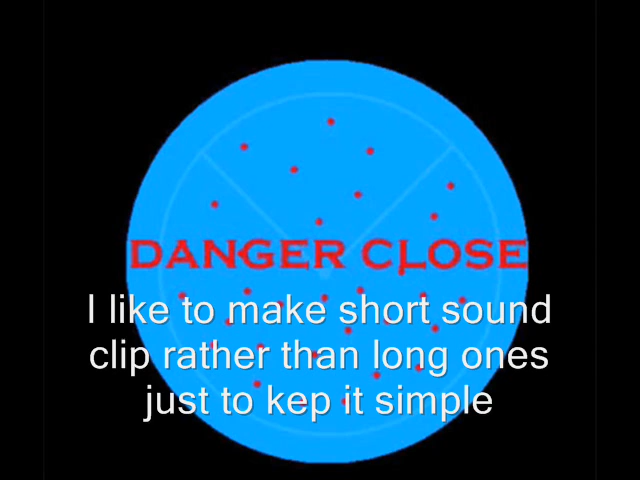 DANGER CLOSE
I like to make short sound
clip rather than long ones
just to kep it simple